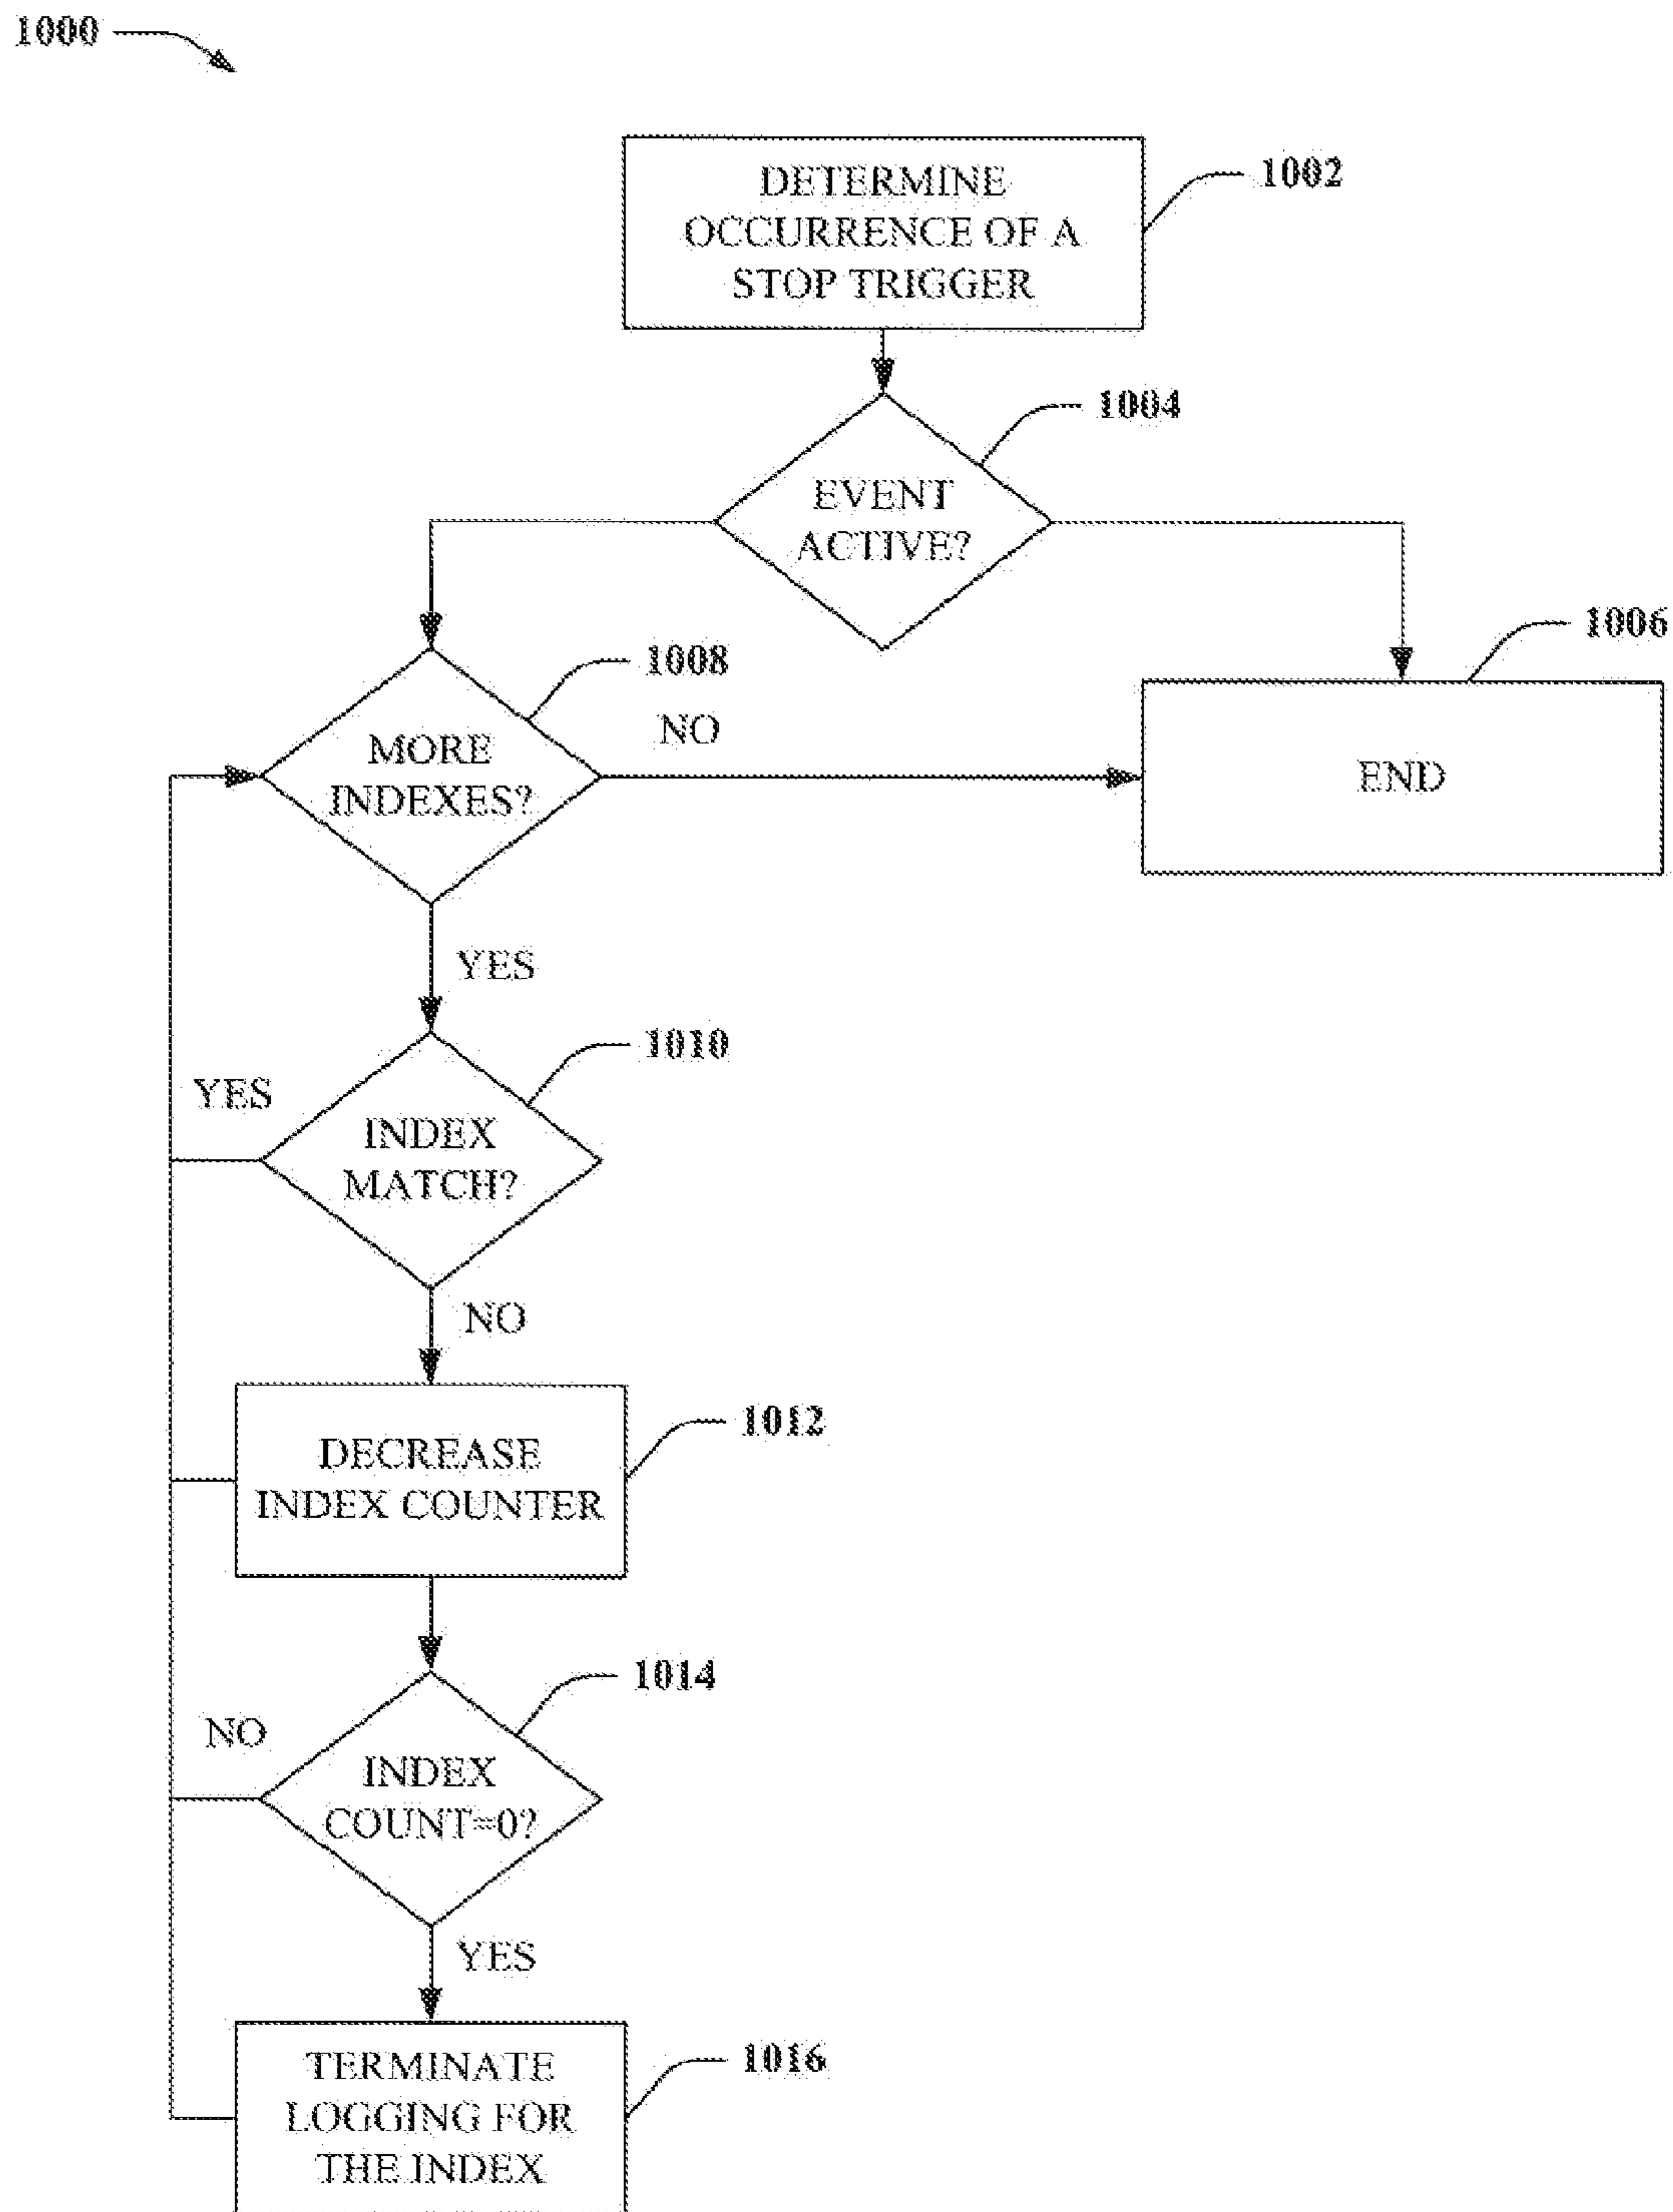 1000
DETERMINE
OCCURRENCE OF A
STOP TRIGGER
1002
EVENT
ACTIVE?
1004
1006
END
MORE
INDEXES?
1008
NO
YES
INDEX
MATCH?
1010
YES
NO
DECREASE
INDEX COUNTER
1012
INDEX
COUNT=0?
1014
NO
YES
TERMINATE
LOGGING FOR
THE INDEX
1016